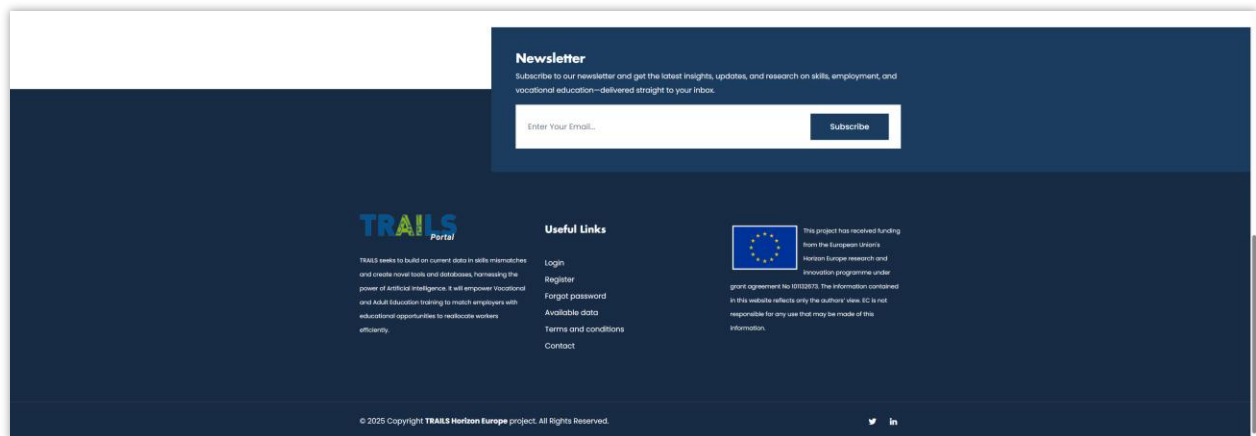 Newsletter
Subscribe to our newsletter and get the latest insights, updates, and research on skills, employment, and
vocational education—delivered straight to your inbox.
Enter Your Email...
Subscribe
TRAILS
Portal
TRAILS seeks to build on current data in skills mismatches
and create novel tools and databases, harnessing the
power of Artificial Intelligence. It will empower Vocational
and Adult Education training to match employers with
educational opportunities to reallocate workers
efficiently.
Useful Links
Login
Register
Forgot password
Available data
Terms and conditions
Contact
This project has received funding
from the European Union's
Horizon Europe research and
innovation programme under
grant agreement No 101132673. The information contained
in this website reflects only the authors' view. EC is not
responsible for any use that may be made of this
information.
© 2025 Copyright TRAILS Horizon Europe project. All Rights Reserved.
in